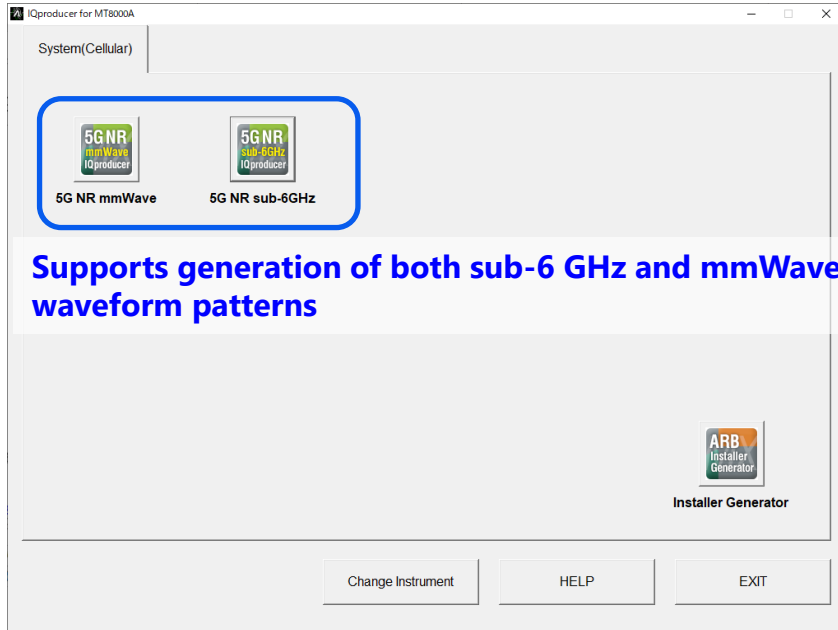 IQproducer for MT8000A
System(Cellular)
5G NR
mmWave
IQproducer
5G NR
sub-6GHz
IQproducer
5G NR mmWave
5G NR sub-6GHz
Supports generation of both sub-6 GHz and mmWave
waveform patterns
ARB
Installer
Generator
Installer Generator
Change Instrument
HELP
EXIT